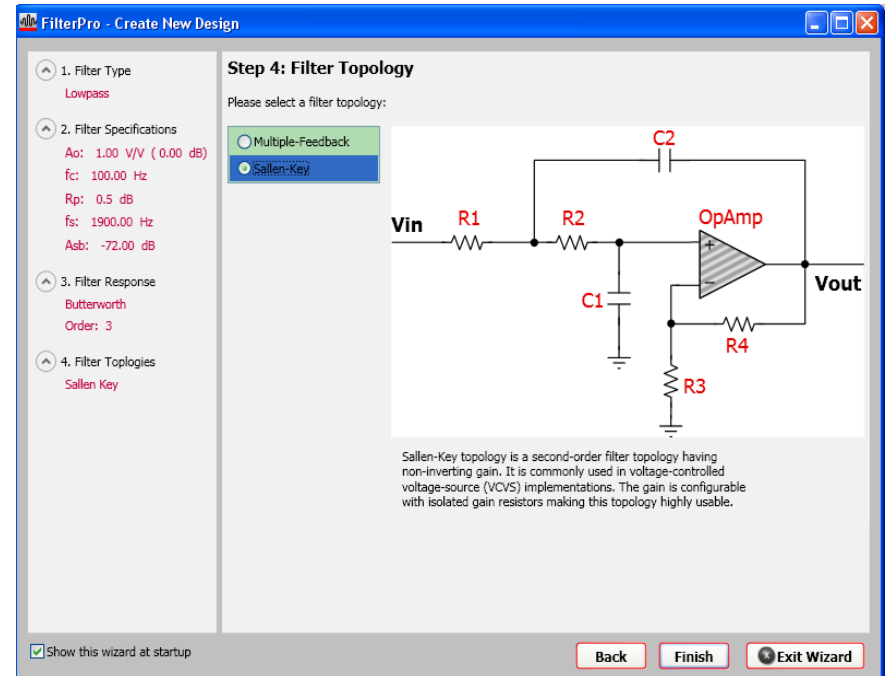 FilterPro - Create New Design
1. Filter Type
Lowpass
2. Filter Specifications
Ao: 1.00 V/V ( 0.00 dB)
fc: 100.00 Hz
Rp: 0.5 dB
fs: 1900.00 Hz
Asb: -72.00 dB
3. Filter Response
Butterworth
Order: 3
4. Filter Toplogies
Sallen Key
Step 4: Filter Topology
Please select a filter topology:
Multiple-Feedback
Sallen-Key
C2
Vin
R1
R2
OpAmp
+
−
Vout
C1
R4
R3
Sallen-Key topology is a second-order filter topology having
non-inverting gain. It is commonly used in voltage-controlled
voltage-source (VCVS) implementations. The gain is configurable
with isolated gain resistors making this topology highly usable.
Show this wizard at startup
Back
Finish
Exit Wizard